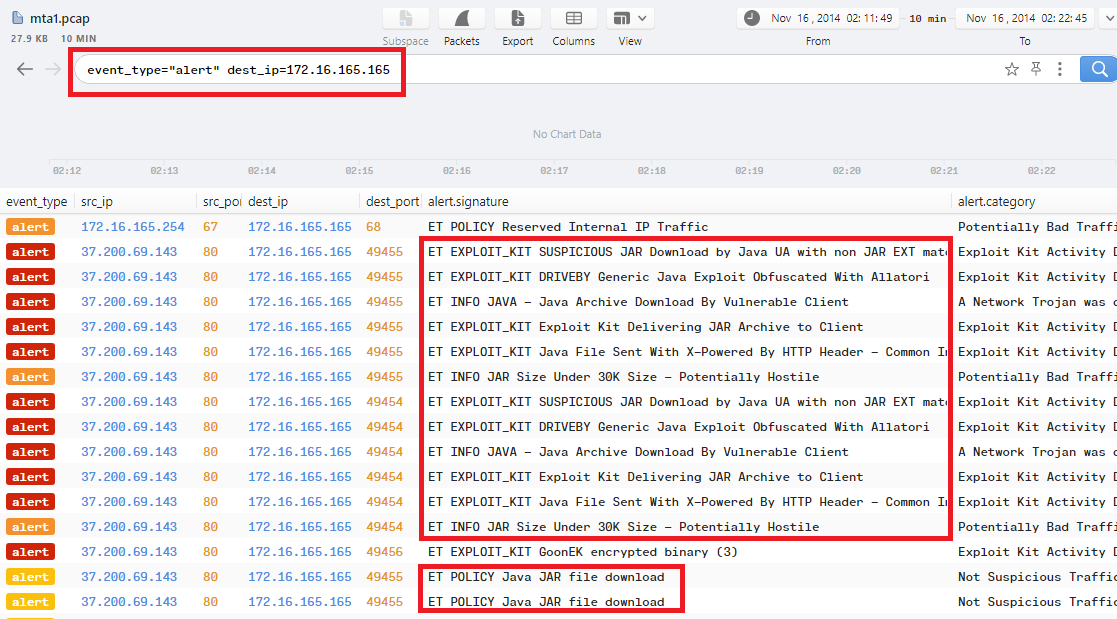 mta1.pcap
27.9 KB 10 MIN
Subspace Packets Export Columns View
Nov 16, 2014 02:11:49 10 min Nov 16, 2014 02:22:45
From To
event_type="alert" dest_ip=172.16.165.165
No Chart Data
02:12 02:13 02:14 02:15 02:16 02:17 02:18 02:19 02:20 02:21 02:22
event_type src_ip src_por dest_ip dest_port alert.signature alert.category
alert 172.16.165.254 67 172.16.165.165 68 ET POLICY Reserved Internal IP Traffic Potentially Bad Traffi
alert 37.200.69.143 80 172.16.165.165 49455 ET EXPLOIT_KIT SUSPICIOUS JAR Download by Java UA with non JAR EXT mat Exploit Kit Activity D
alert 37.200.69.143 80 172.16.165.165 49455 ET EXPLOIT_KIT DRIVEBY Generic Java Exploit Obfuscated With Allatori Exploit Kit Activity D
alert 37.200.69.143 80 172.16.165.165 49455 ET INFO JAVA - Java Archive Download By Vulnerable Client A Network Trojan was
alert 37.200.69.143 80 172.16.165.165 49455 ET EXPLOIT_KIT Exploit Kit Delivering JAR Archive to Client Exploit Kit Activity D
alert 37.200.69.143 80 172.16.165.165 49455 ET EXPLOIT_KIT Java File Sent With X-Powered By HTTP Header - Common In Exploit Kit Activity D
alert 37.200.69.143 80 172.16.165.165 49455 ET INFO JAR Size Under 30K Size - Potentially Hostile Potentially Bad Traffi
alert 37.200.69.143 80 172.16.165.165 49454 ET EXPLOIT_KIT SUSPICIOUS JAR Download by Java UA with non JAR EXT mat Exploit Kit Activity D
alert 37.200.69.143 80 172.16.165.165 49454 ET EXPLOIT_KIT DRIVEBY Generic Java Exploit Obfuscated With Allatori Exploit Kit Activity D
alert 37.200.69.143 80 172.16.165.165 49454 ET INFO JAVA - Java Archive Download By Vulnerable Client A Network Trojan was
alert 37.200.69.143 80 172.16.165.165 49454 ET EXPLOIT_KIT Exploit Kit Delivering JAR Archive to Client Exploit Kit Activity D
alert 37.200.69.143 80 172.16.165.165 49454 ET EXPLOIT_KIT Java File Sent With X-Powered By HTTP Header - Common In Exploit Kit Activity D
alert 37.200.69.143 80 172.16.165.165 49454 ET INFO JAR Size Under 30K Size - Potentially Hostile Potentially Bad Traffi
alert 37.200.69.143 80 172.16.165.165 49456 ET EXPLOIT_KIT GoonEK encrypted binary (3) Exploit Kit Activity D
alert 37.200.69.143 80 172.16.165.165 49455 ET POLICY Java JAR file download Not Suspicious Traffic
alert 37.200.69.143 80 172.16.165.165 49455 ET POLICY Java JAR file download Not Suspicious Traffic